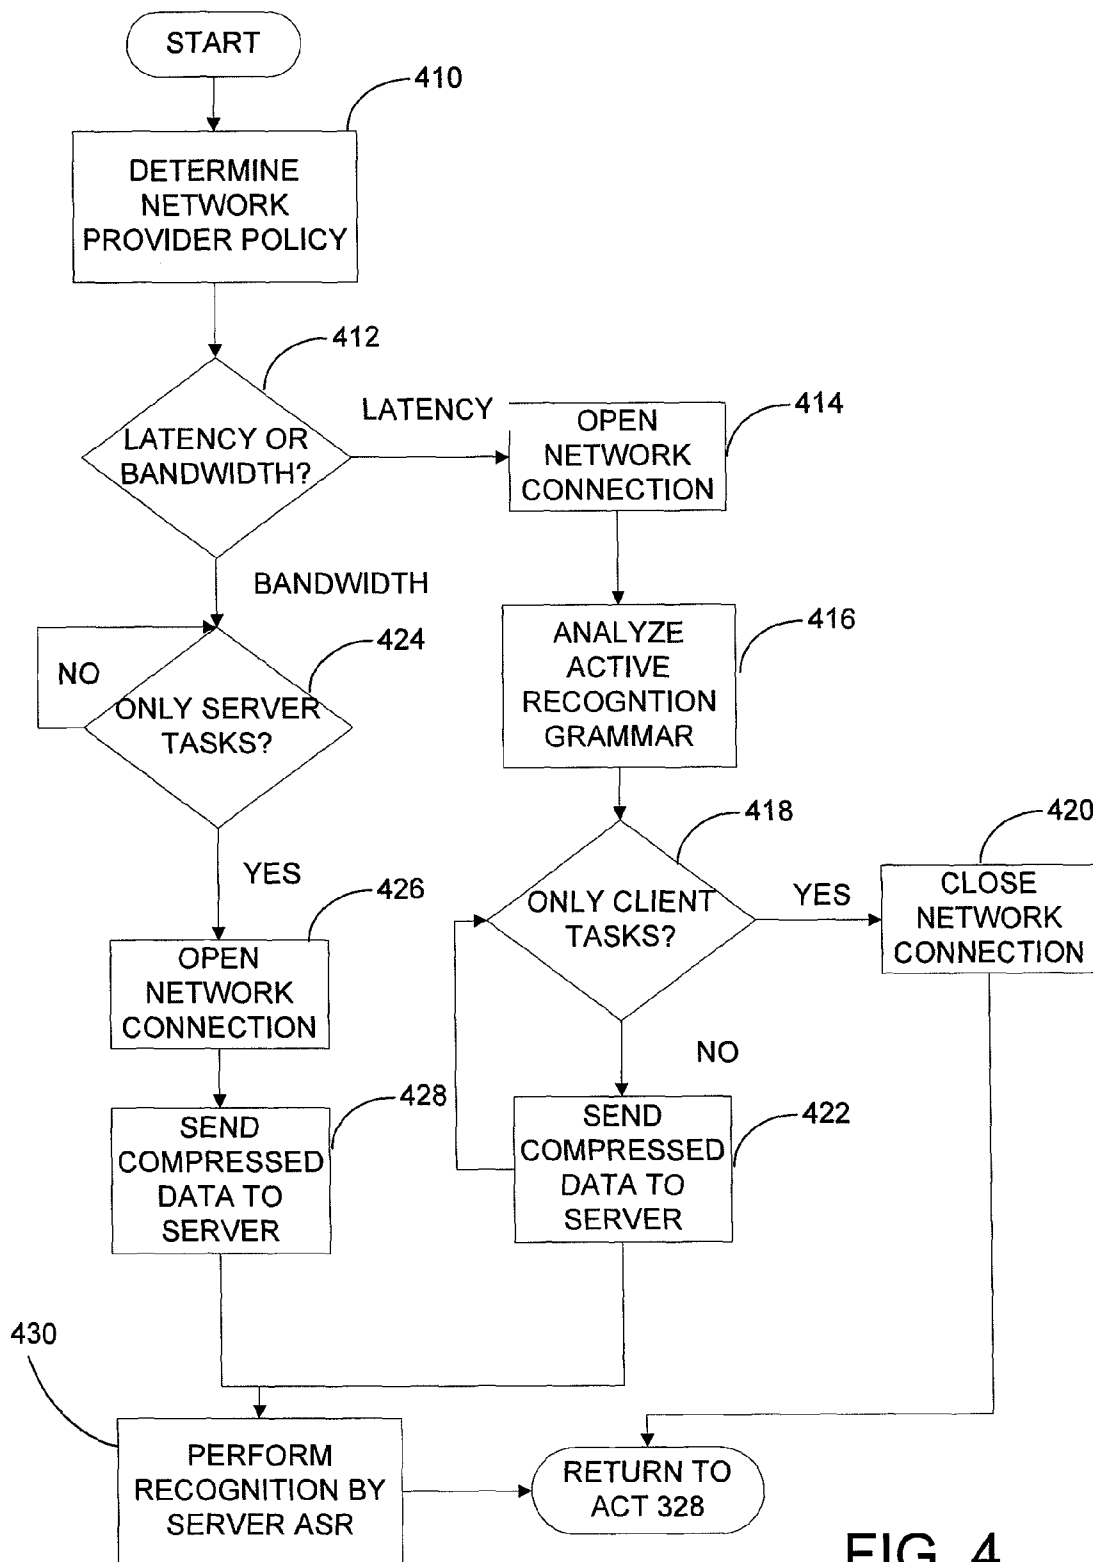 START
410
DETERMINE
NETWORK
PROVIDER POLICY
412
LATENCY OR
BANDWIDTH?
LATENCY
OPEN
NETWORK
CONNECTION
414
BANDWIDTH
NO
424
ONLY SERVER
TASKS?
ANALYZE
ACTIVE
RECOGNTION
GRAMMAR
416
YES
418
ONLY CLIENT
TASKS?
YES
420
CLOSE
NETWORK
CONNECTION
426
OPEN
NETWORK
CONNECTION
NO
428
SEND
COMPRESSED
DATA TO
SERVER
SEND
COMPRESSED
DATA TO
SERVER
422
430
PERFORM
RECOGNITION BY
SERVER ASR
RETURN TO
ACT 328
FIG. 4